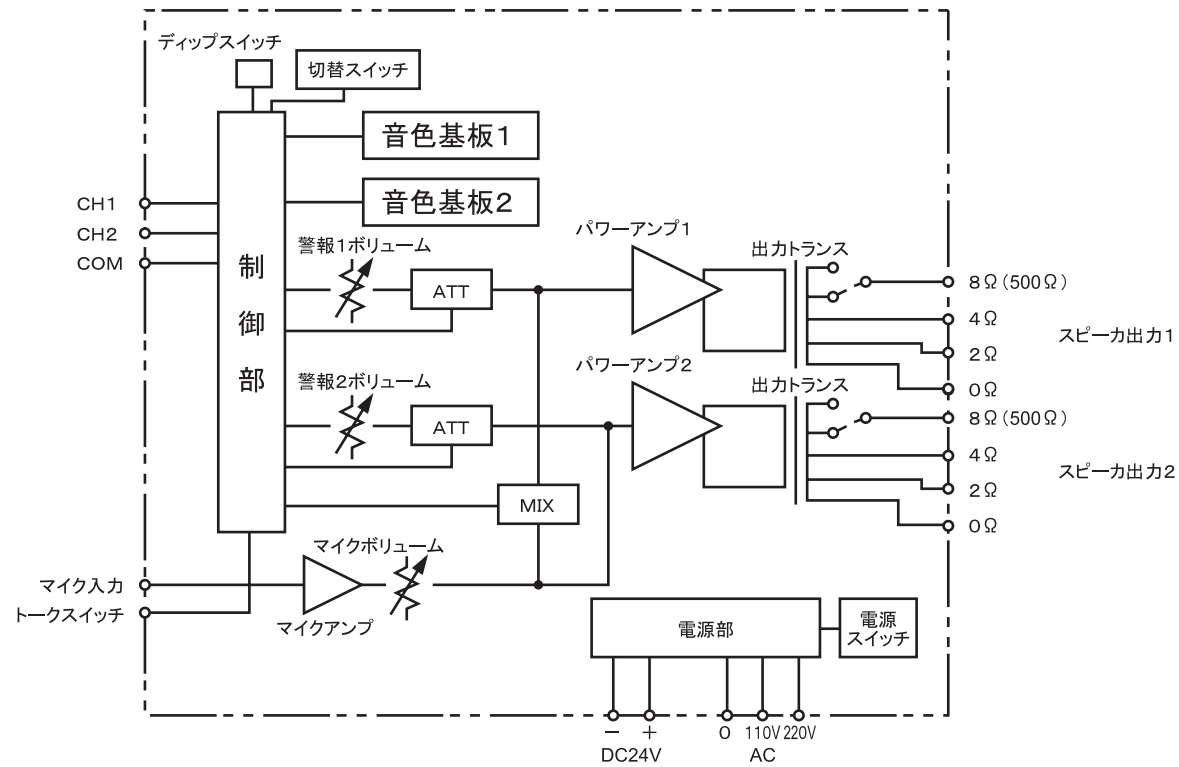 ディップスイッチ
切替スイッチ
音色基板1
音色基板2
CH1
CH2
COM
制御部
警報1ボリューム
ATT
パワーアンプ1
出力トランス
8Ω(500Ω)
4Ω
2Ω
0Ω
スピーカ出力1
警報2ボリューム
ATT
パワーアンプ2
出力トランス
8Ω(500Ω)
4Ω
2Ω
0Ω
スピーカ出力2
MIX
マイクボリューム
マイク入力
トークスイッチ
マイクアンプ
電源部
電源
スイッチ
− + 0 110V 220V
DC24V AC